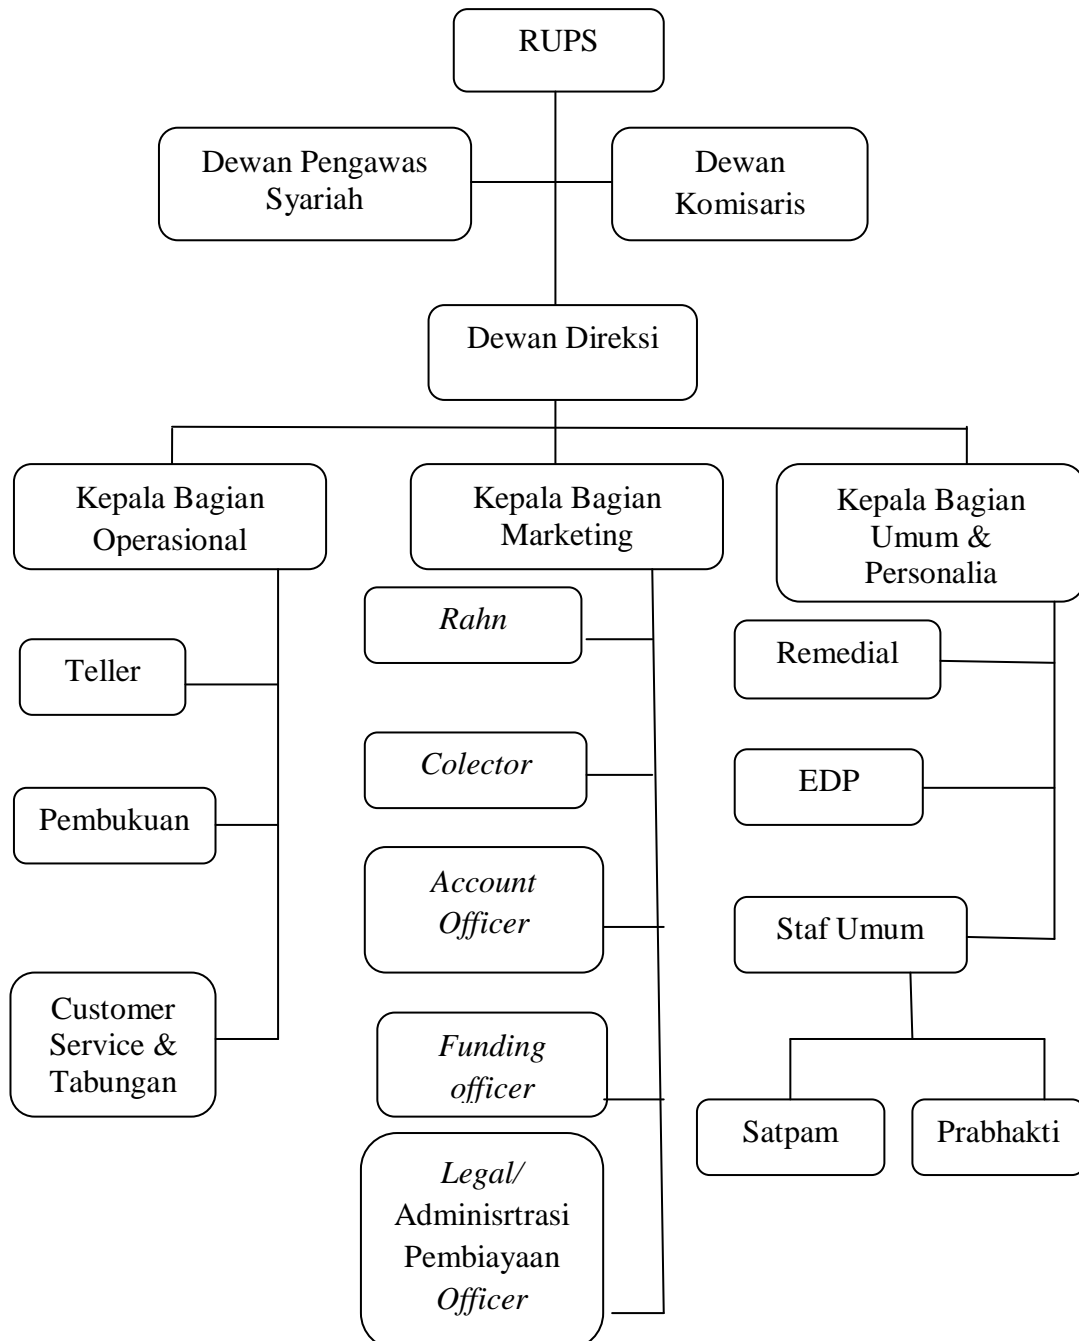 RUPS
Dewan Pengawas
Syariah
Dewan
Komisaris
Dewan Direksi
Kepala Bagian
Operasional
Kepala Bagian
Marketing
Kepala Bagian
Umum &
Personalia
Rahn
Remedial
Teller
Colector
EDP
Pembukuan
Account
Officer
Staf Umum
Customer
Service &
Tabungan
Funding
officer
Satpam
Prabhakti
Legal/
Adminisrtrasi
Pembiayaan
Officer